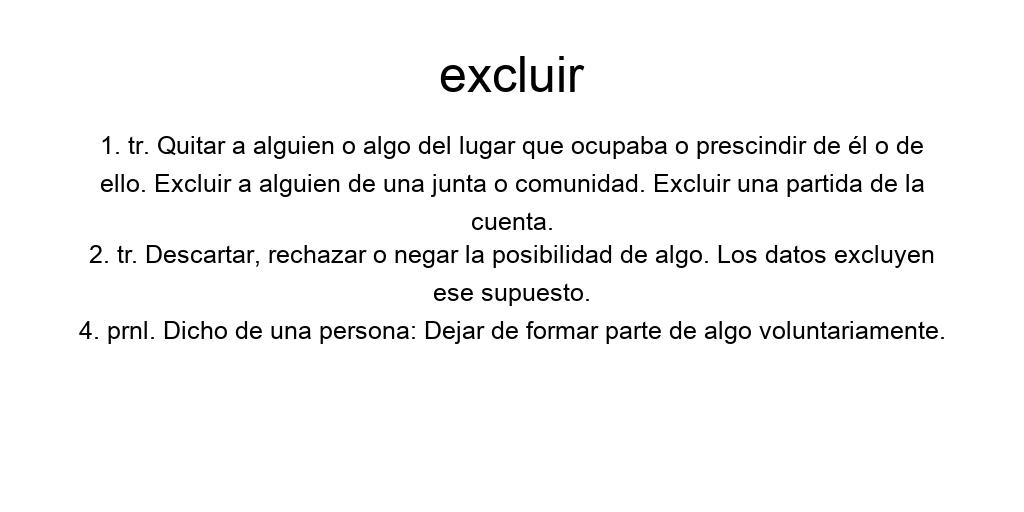 excluir
1. tr. Quitar a alguien o algo del lugar que ocupaba o prescindir de él o de
ello. Excluir a alguien de una junta o comunidad. Excluir una partida de la
cuenta.
2. tr. Descartar, rechazar o negar la posibilidad de algo. Los datos excluyen
ese supuesto.
4. prnl. Dicho de una persona: Dejar de formar parte de algo voluntariamente.